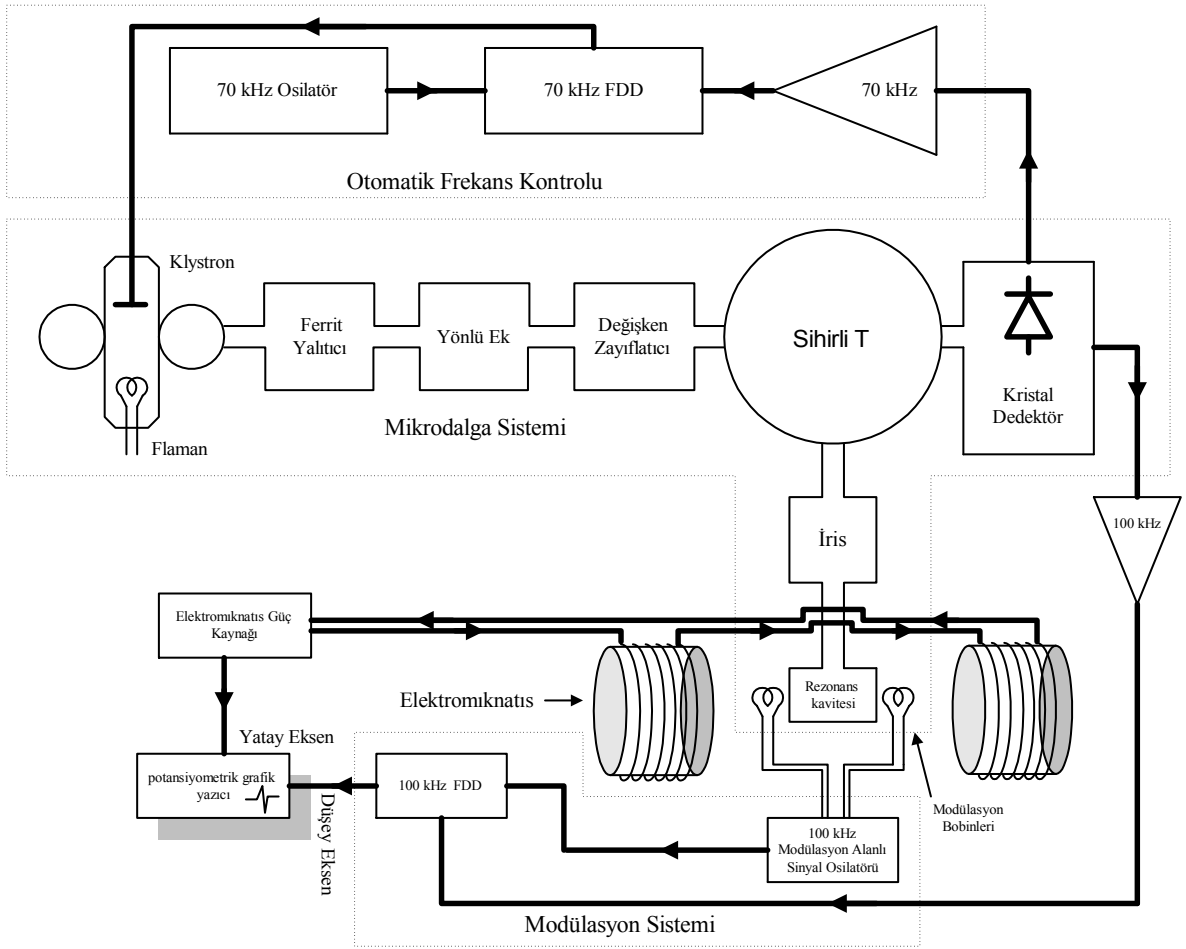 70 kHz Osilatör
70 kHz FDD
70 kHz
Otomatik Frekans Kontrolu
Klystron
Ferrit
Yalıtıcı
Yönlü Ek
Değişken
Zayıflatıcı
Sihirli T
Kristal
Dedektör
Flaman
Mikrodalga Sistemi
100 kHz
İris
Elektromıknatıs Güç
Kaynağı
Elektromıknatıs
Rezonans
kavitesi
Yatay Eksen
potansiyometrik grafik
yazıcı
Düşey Eksen
100 kHz FDD
Modülasyon
Bobinleri
100 kHz
Modülasyon Alanlı
Sinyal Osilatörü
Modülasyon Sistemi